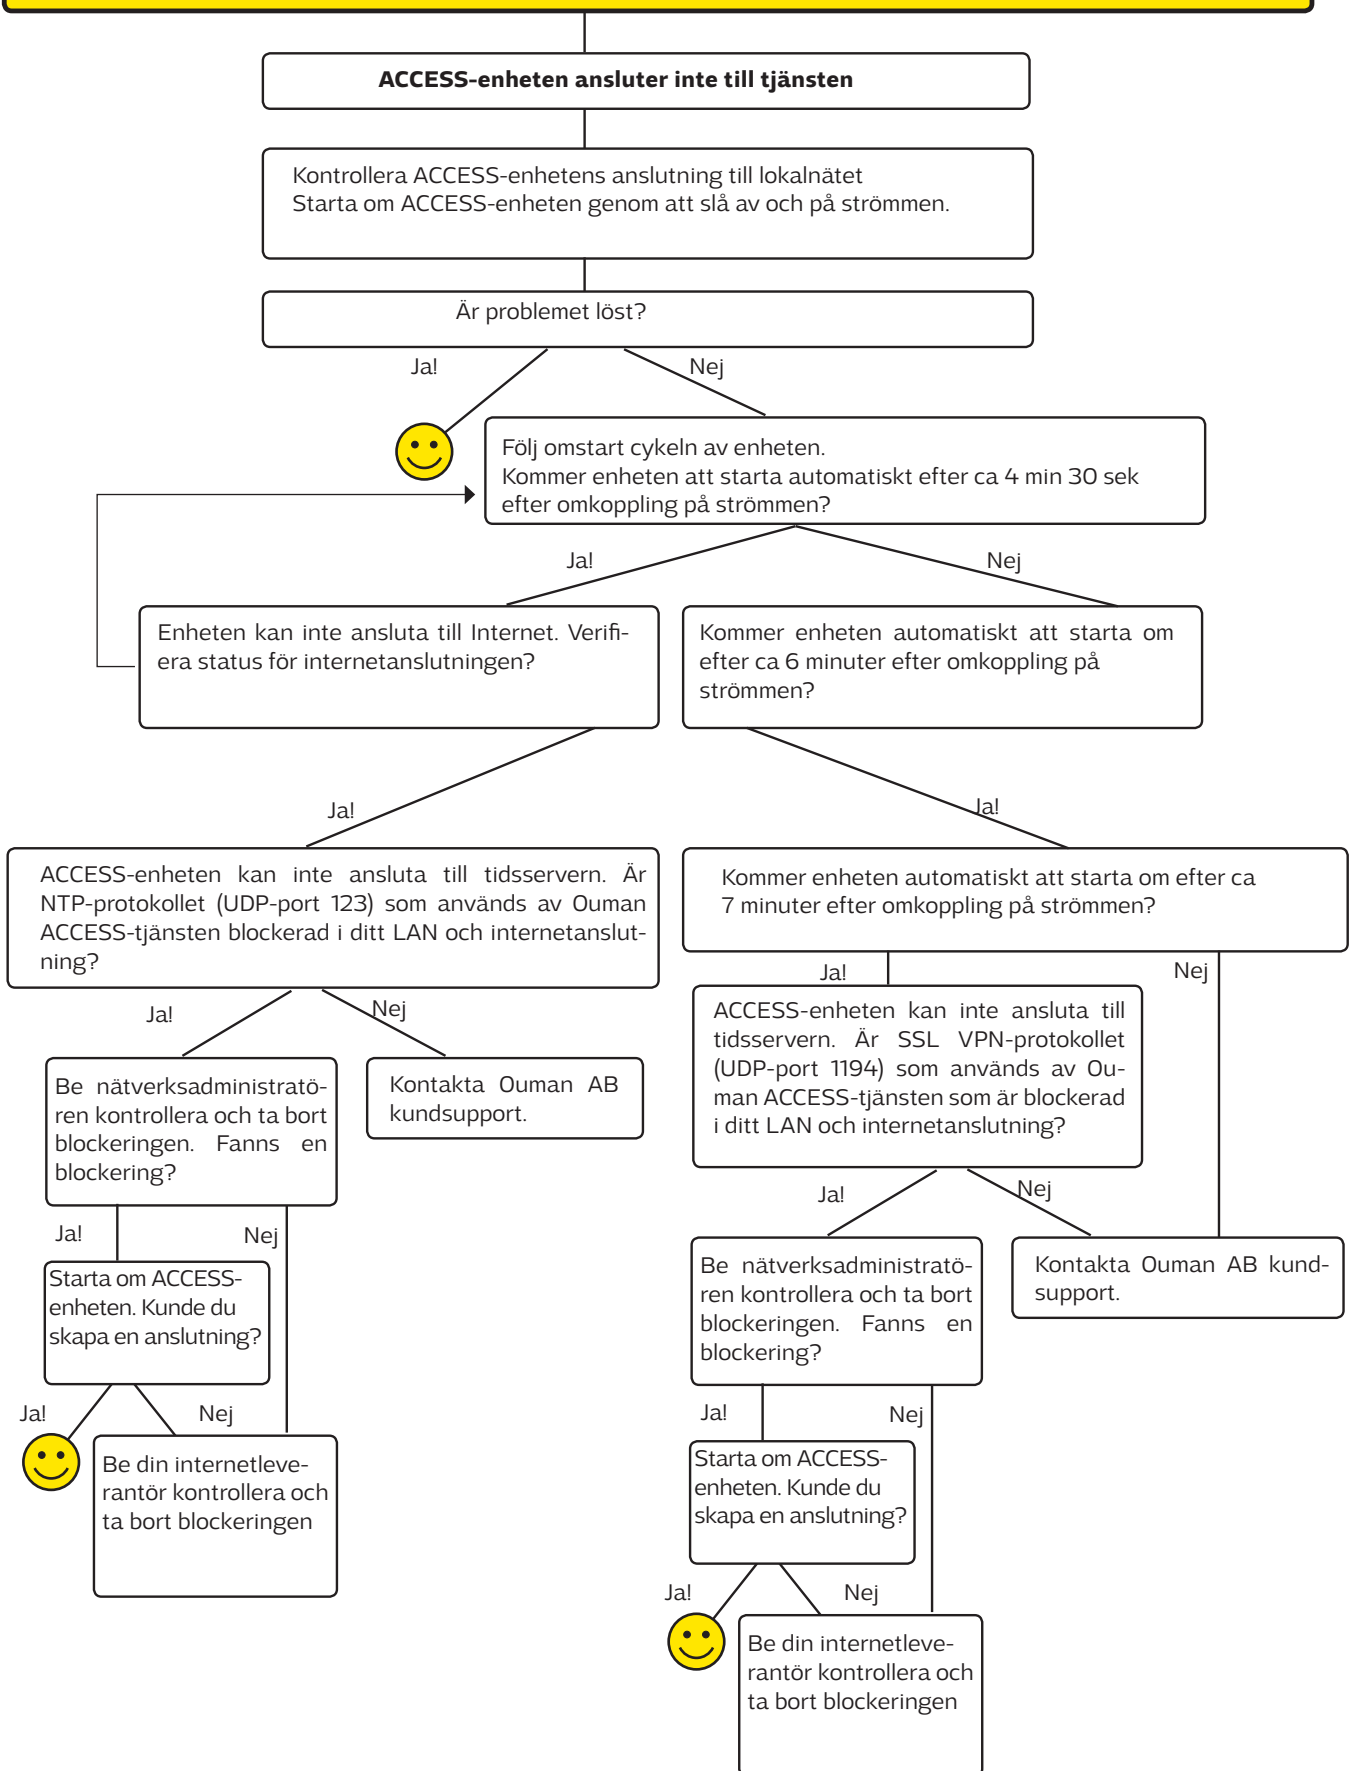 ACCESS-enheten ansluter inte till tjänsten
Kontrollera ACCESS-enhetens anslutning till lokalnätet
Starta om ACCESS-enheten genom att slå av och på strömmen.
Är problemet löst?
Ja!
Nej
Följ omstart cykeln av enheten.
Kommer enheten att starta automatiskt efter ca 4 min 30 sek
efter omkoppling på strömmen?
Ja!
Nej
Enheten kan inte ansluta till Internet. Verifi-
era status för internetanslutningen?
Kommer enheten automatiskt att starta om
efter ca 6 minuter efter omkoppling på
strömmen?
Ja!
Ja!
ACCESS-enheten kan inte ansluta till tidsservern. Är
NTP-protokollet (UDP-port 123) som används av Ouman
ACCESS-tjänsten blockerad i ditt LAN och internetanslut-
ning?
Kommer enheten automatiskt att starta om efter ca
7 minuter efter omkoppling på strömmen?
Ja!
Nej
Ja!
Nej
ACCESS-enheten kan inte ansluta till
tidsservern. Är SSL VPN-protokollet
(UDP-port 1194) som används av Ou-
man ACCESS-tjänsten som är blockerad
i ditt LAN och internetanslutning?
Be nätverksadministratö-
ren kontrollera och ta bort
blockeringen. Fanns en
blockering?
Kontakta Ouman AB
kundsupport.
Ja!
Nej
Ja!
Nej
Be nätverksadministratö-
ren kontrollera och ta bort
blockeringen. Fanns en
blockering?
Kontakta Ouman AB kund-
support.
Starta om ACCESS-
enheten. Kunde du
skapa en anslutning?
Ja!
Nej
Ja!
Nej
Be din internetleve-
rantör kontrollera och
ta bort blockeringen
Starta om ACCESS-
enheten. Kunde du
skapa en anslutning?
Ja!
Nej
Be din internetleve-
rantör kontrollera och
ta bort blockeringen